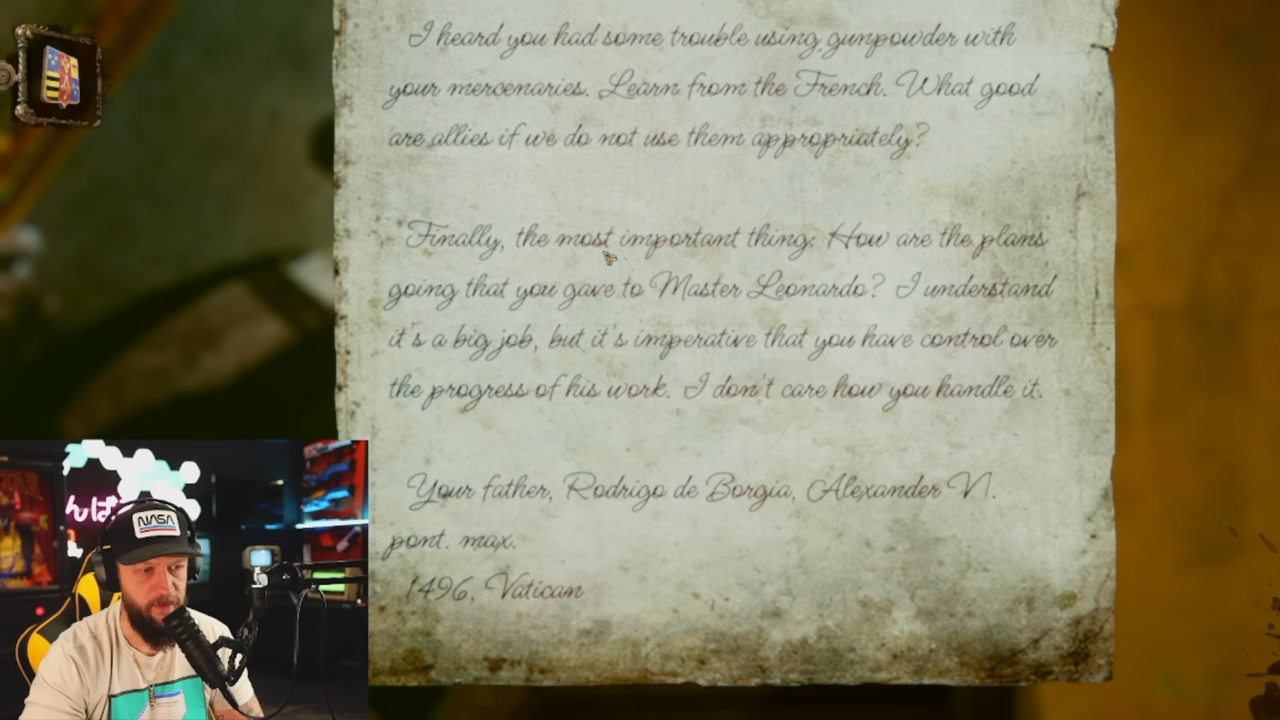 I heard you had some trouble using gunpowder with
your mercenaries. Learn from the French. What good
are allies if we do not use them appropriately?
Finally, the most important thing: How are the plans
going that you gave to Master Leonardo? I understand
it's a big job, but it's imperative that you have control over
the progress of his work. I don't care how you handle it.
Your father, Rodrigo de Borgia, Alexander VI.
pont. max.
1496, Vatican
んば
NASA